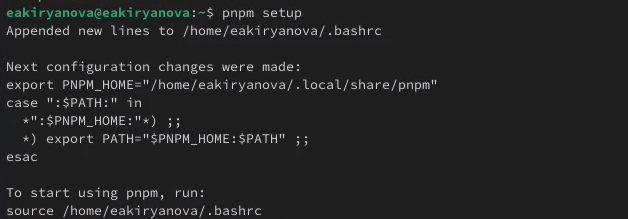 eakiryanova@eakiryanova:~$ pnpm setup
Appended new lines to /home/eakiryanova/.bashrc

Next configuration changes were made:
export PNPM_HOME="/home/eakiryanova/.local/share/pnpm"
case ":$PATH:" in
  *":$PNPM_HOME:"*) ;;
  *) export PATH="$PNPM_HOME:$PATH" ;;
esac

To start using pnpm, run:
source /home/eakiryanova/.bashrc